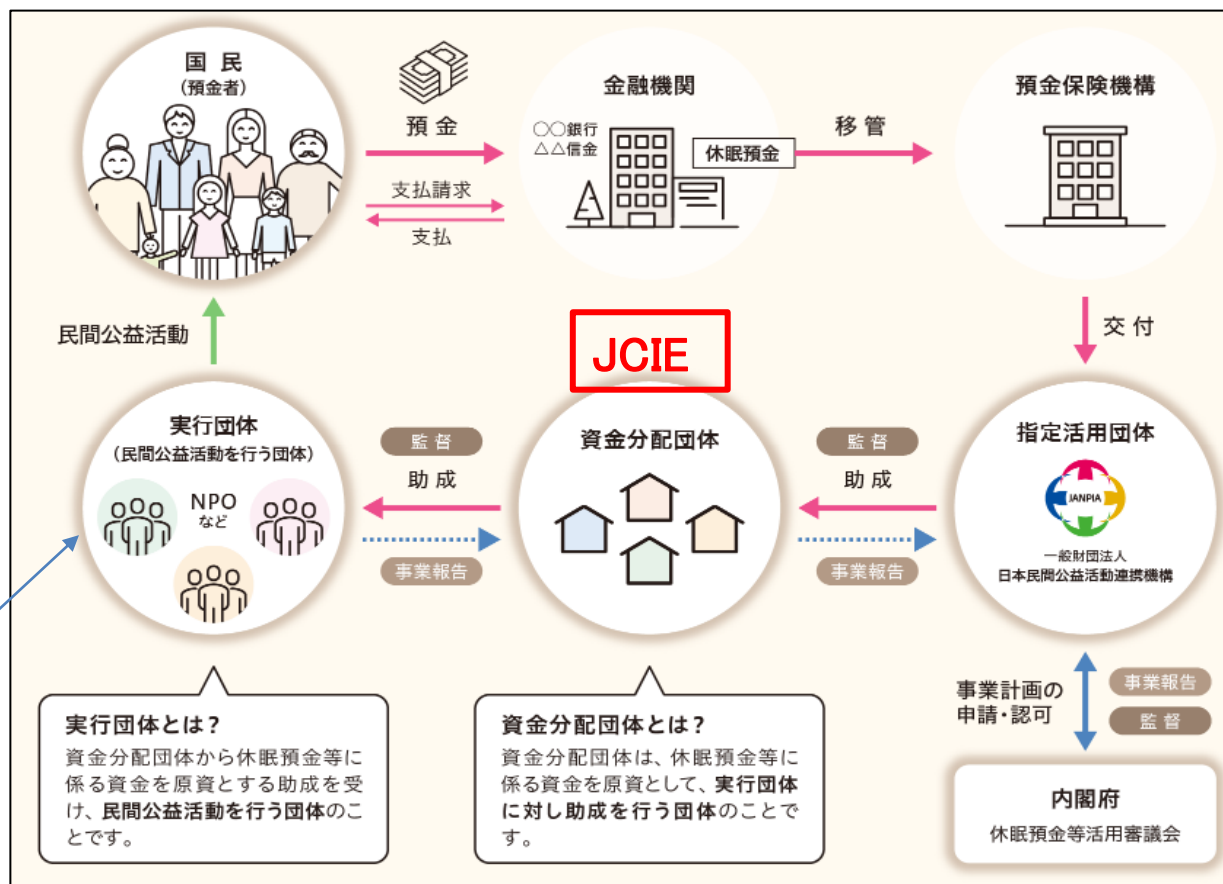 国民
(預金者)
預金
支払請求
支払
金融機関
○○銀行
△△信金
休眠預金
移管
預金保険機構
交付
民間公益活動
JCIE
実行団体
(民間公益活動を行う団体)
NPO
など
監督
助成
事業報告
資金分配団体
監督
助成
事業報告
指定活用団体
JANPIA
一般財団法人
日本民間公益活動連携機構
実行団体とは?
資金分配団体から休眠預金等に
係る資金を原資とする助成を受
け、民間公益活動を行う団体のこ
とです。
資金分配団体とは?
資金分配団体は、休眠預金等に
係る資金を原資として、実行団体
に対し助成を行う団体のことで
す。
事業計画の
申請・認可
事業報告
監督
内閣府
休眠預金等活用審議会